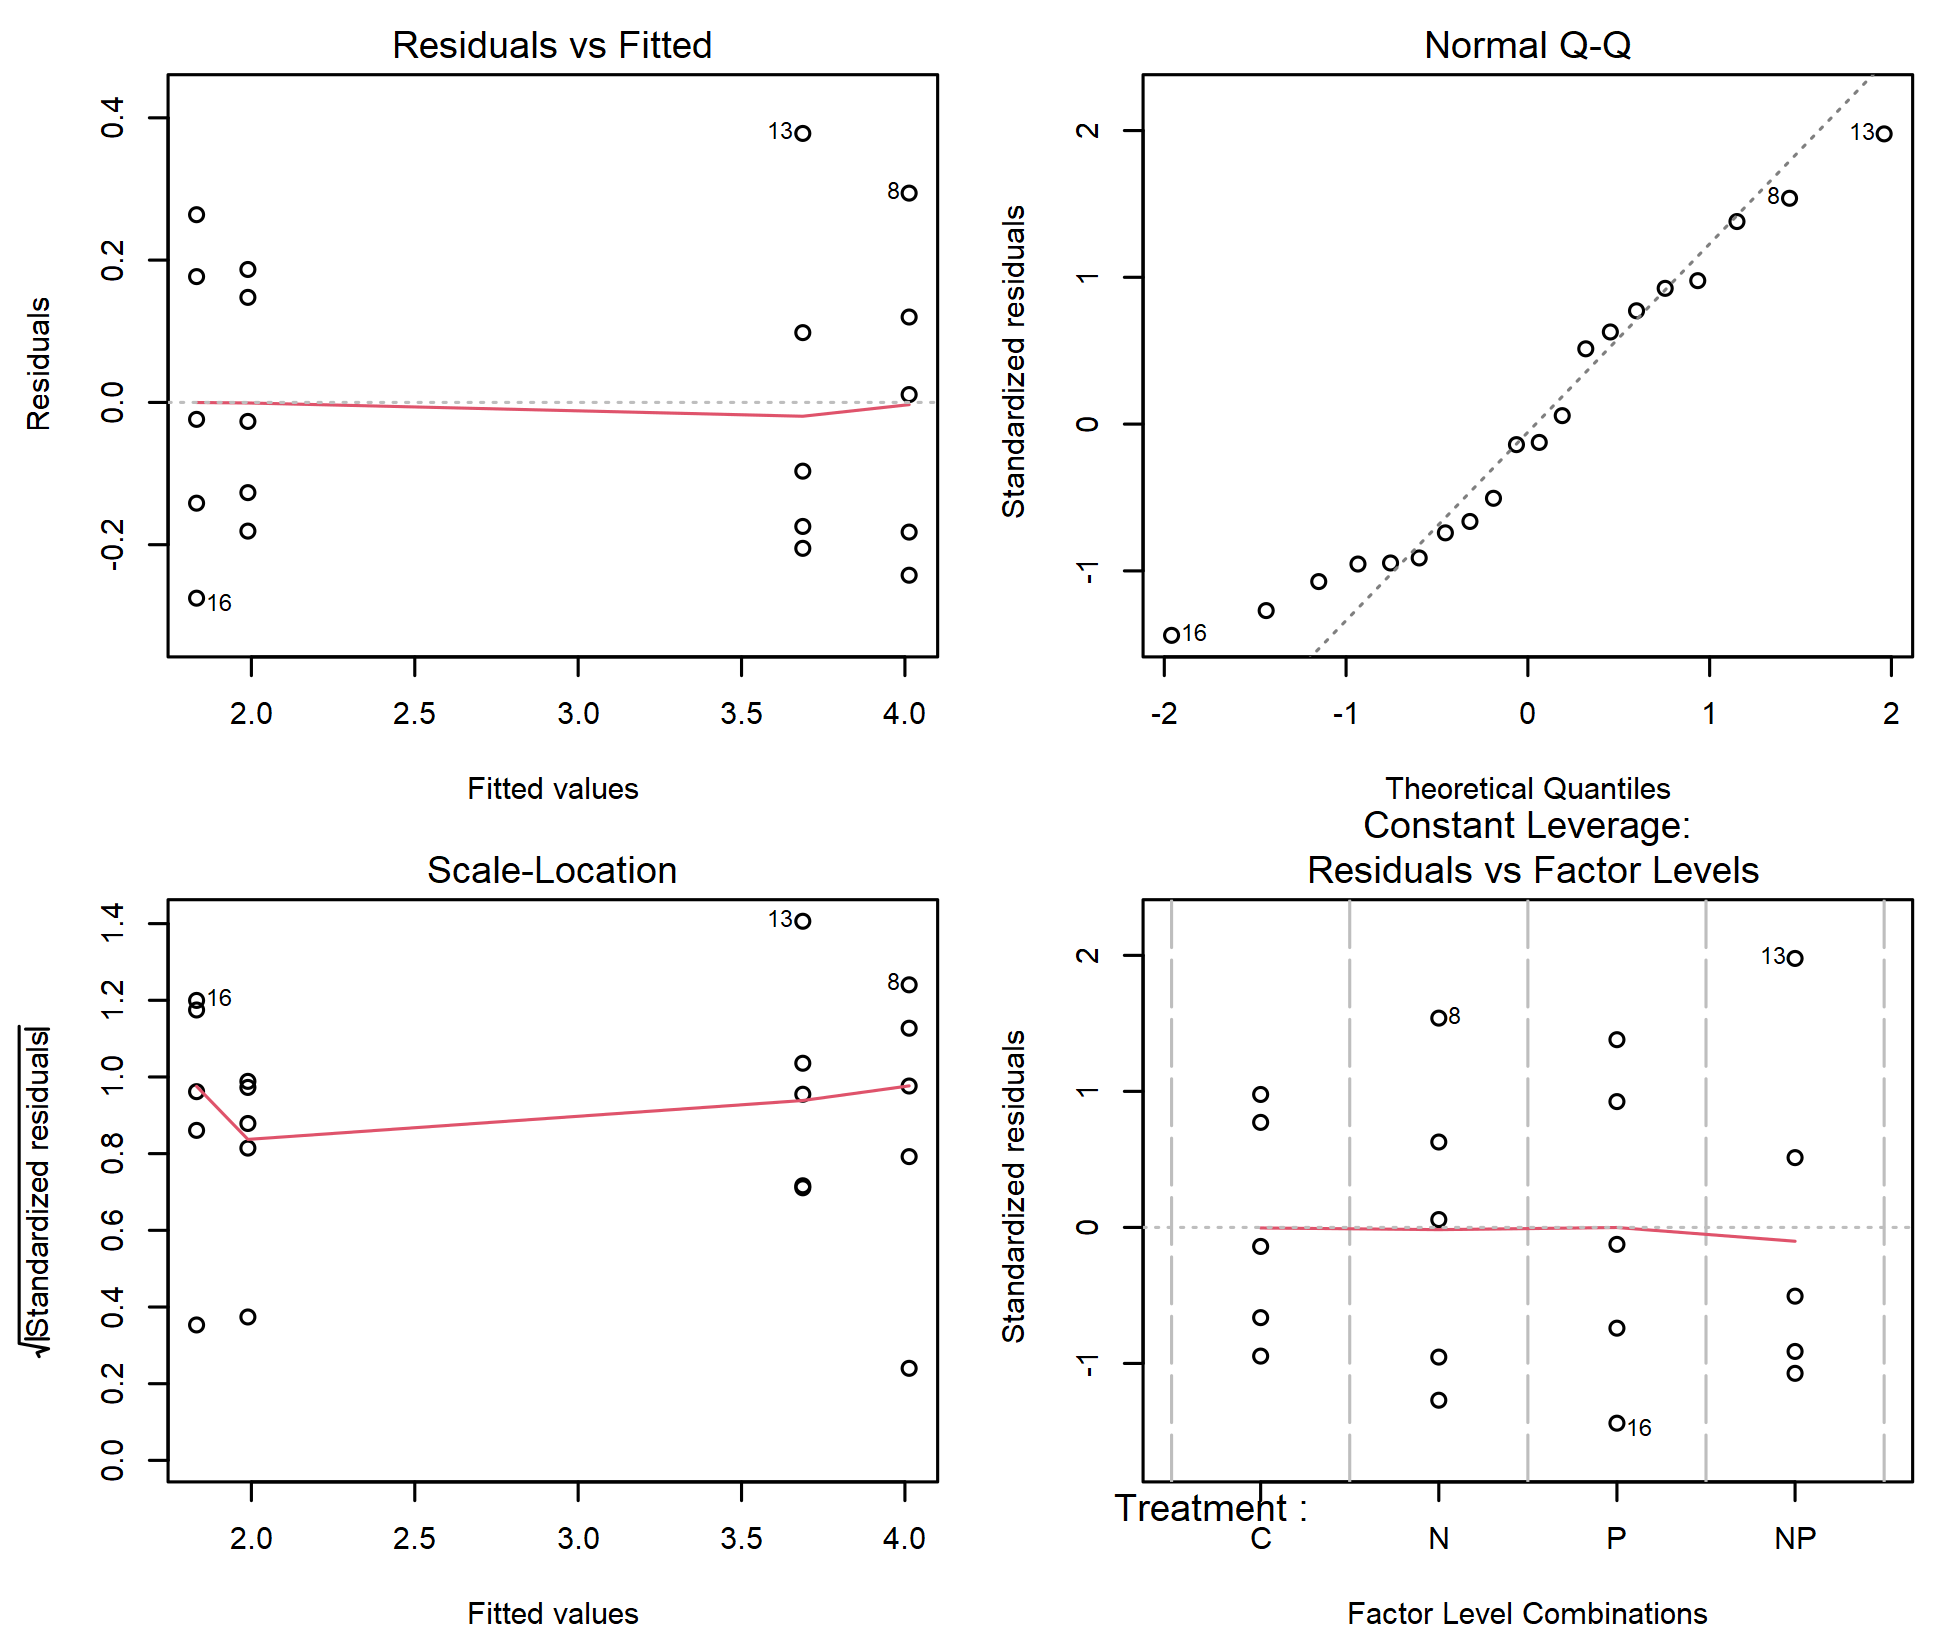 Residuals vs Fitted
Residuals
0.4
0.2
0.0
-0.2
13
8
16
2.0 2.5 3.0 3.5 4.0
Fitted values
Normal Q-Q
Standardized residuals
2
1
0
-1
13
8
16
-2 -1 0 1 2
Theoretical Quantiles
Scale-Location
√|Standardized residuals|
1.4
1.2
1.0
0.8
0.6
0.4
0.2
0.0
13
8
16
2.0 2.5 3.0 3.5 4.0
Fitted values
Constant Leverage:
Residuals vs Factor Levels
Standardized residuals
2
1
0
-1
13
8
16
Treatment :
C N P NP
Factor Level Combinations